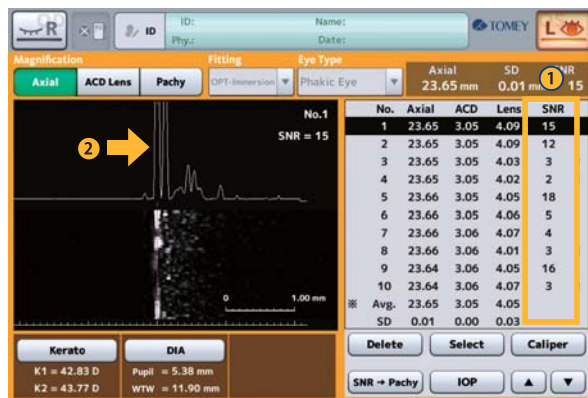 R
ID
ID:
Name:
Phy.:
Date:
TOMEY
L
Magnification
Fitting
Eye Type
Axial
ACD Lens
Pachy
OPT-Immersion
Phakic Eye
Axial SD SNR
23.65 mm 0.01 mm 15
1
No.1
SNR = 15
2
0 1.00 mm
No. Axial ACD Lens SNR
1 23.65 3.05 4.09 15
2 23.65 3.05 4.09 12
3 23.65 3.05 4.03 3
4 23.65 3.05 4.02 2
5 23.66 3.05 4.05 18
6 23.66 3.05 4.06 5
7 23.66 3.06 4.07 4
8 23.66 3.06 4.01 3
9 23.64 3.06 4.05 16
10 23.64 3.06 4.07 3
※ Avg. 23.65 3.05 4.05
SD 0.01 0.00 0.03
Kerato
K1 = 42.83 D
K2 = 43.77 D
DIA
Pupil = 5.38 mm
WTW = 11.90 mm
Delete
Select
Caliper
SNR → Pachy
IOP
▲
▼